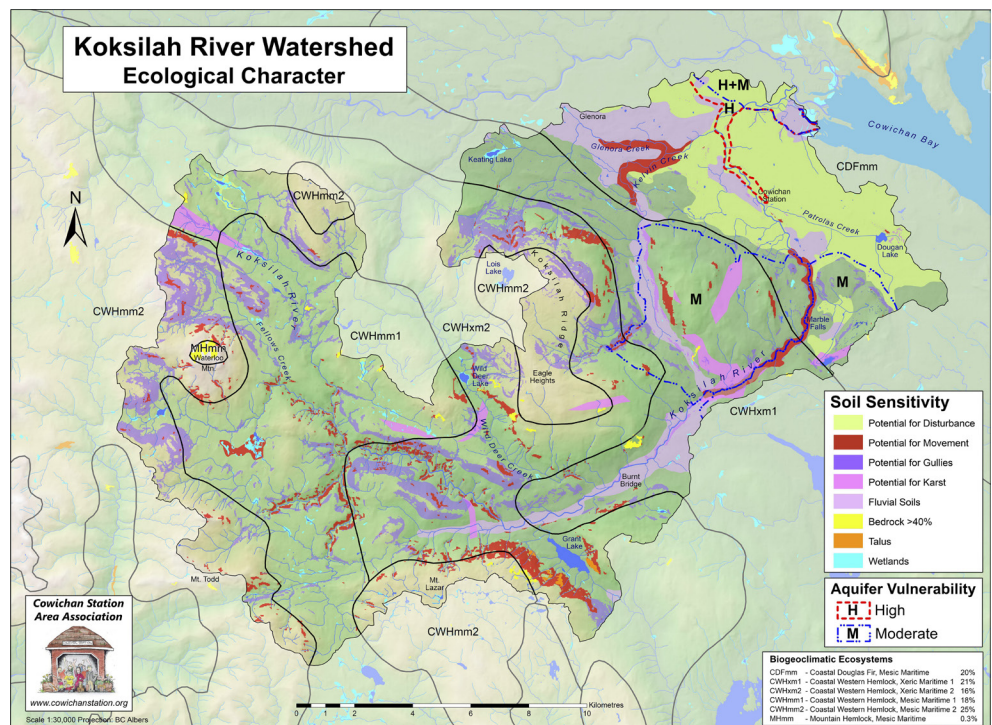 Koksilah River Watershed
Ecological Character
N
H+M
H
Glenora
Glenora Creek
Kelvin Creek
Keating Lake
Cowichan Bay
CDFmm
Cowichan
Station
Patrolas Creek
Dougan
Lake
CWHmm2
Koksilah River
Lois
Lake
CWHmm2
Koksilah Ridge
M
M
CWHmm2
CWHmm1
CWHxm2
Fellows Creek
Marble
Falls
MHmm
Waterloo
Mtn.
Wild
Deer
Lake
Eagle
Heights
Koksilah River
CWHxm1
Wild Deer Creek
Burnt
Bridge
Grant
Lake
Mt. Todd
Mt.
Lazar
CWHmm2
Soil Sensitivity
Potential for Disturbance
Potential for Movement
Potential for Gullies
Potential for Karst
Fluvial Soils
Bedrock >40%
Talus
Wetlands
Aquifer Vulnerability
H High
M Moderate
Biogeoclimatic Ecosystems
CDFmm - Coastal Douglas Fir, Mesic Maritime 20%
CWHxm1 - Coastal Western Hemlock, Xeric Maritime 1 21%
CWHxm2 - Coastal Western Hemlock, Xeric Maritime 2 16%
CWHmm1 - Coastal Western Hemlock, Mesic Maritime 1 18%
CWHmm2 - Coastal Western Hemlock, Mesic Maritime 2 25%
MHmm - Mountain Hemlock, Mesic Maritime 0.3%
Cowichan Station
Area Association
www.cowichanstation.org
Scale 1:30,000 Projection: BC Albers
0 2 4 6 8 10 Kilometres